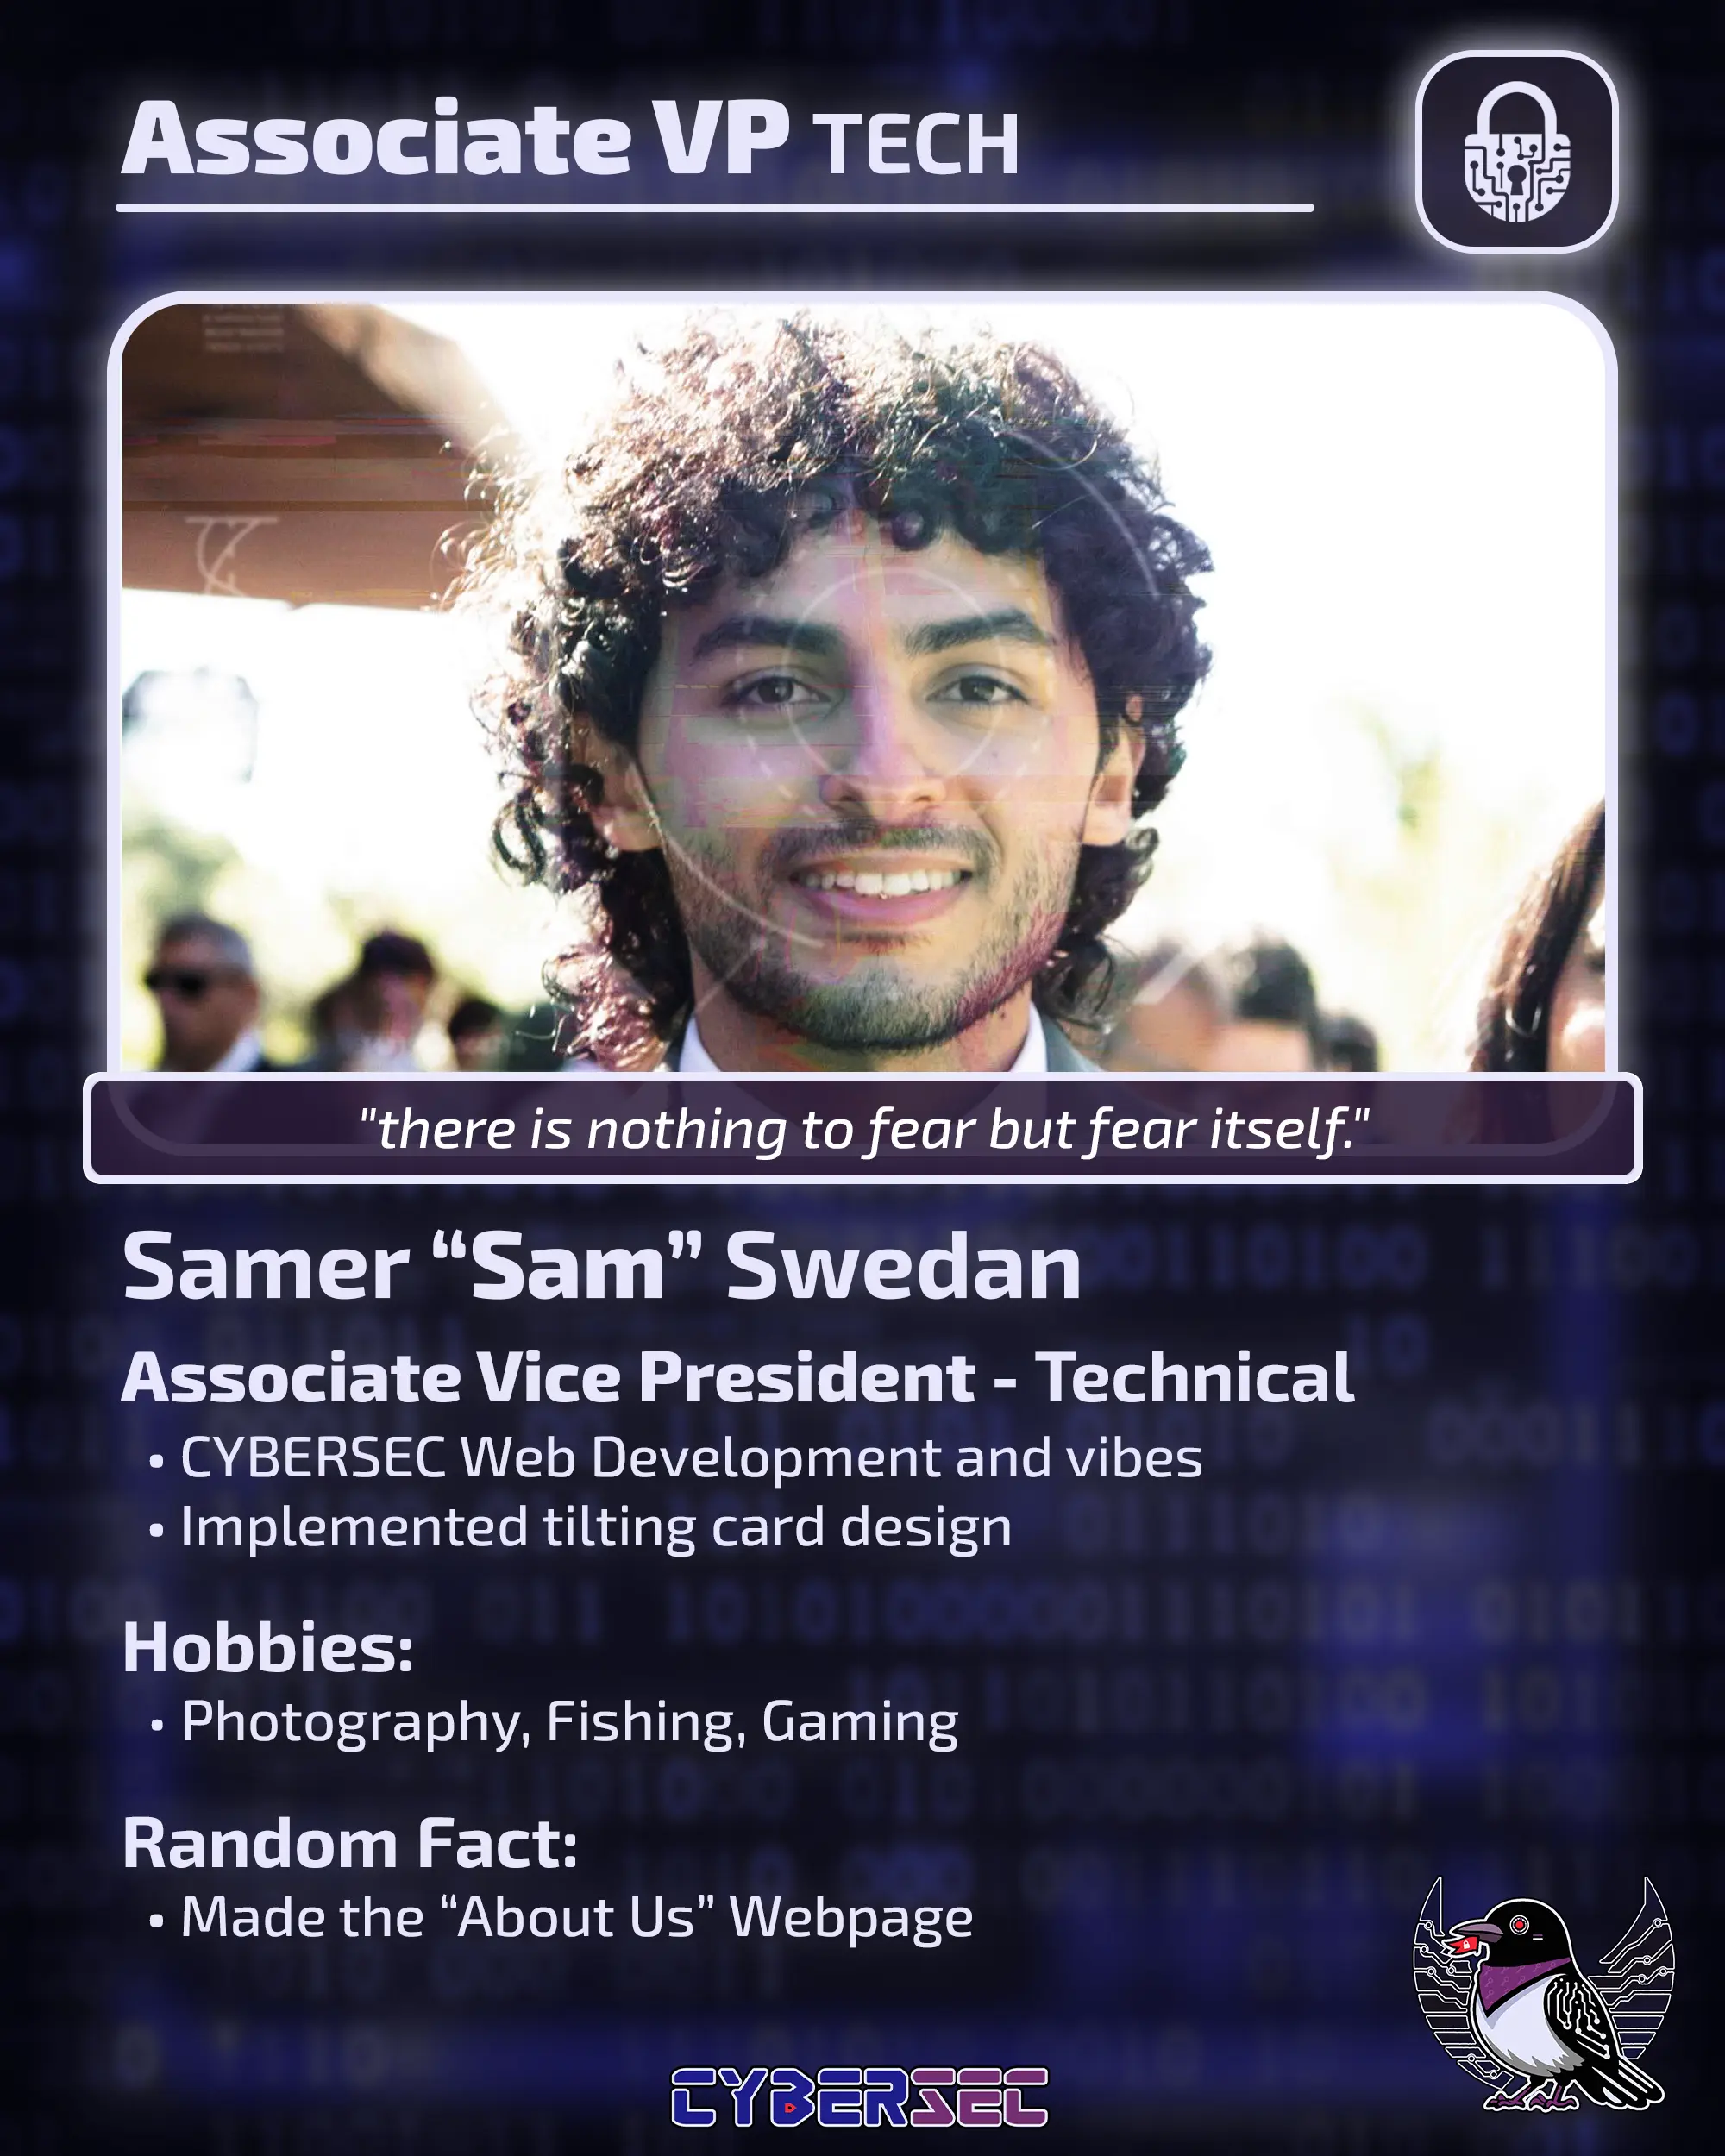 Associate VP TECH
"there is nothing to fear but fear itself."
Samer “Sam” Swedan
Associate Vice President - Technical
• CYBERSEC Web Development and vibes
• Implemented tilting card design
Hobbies:
• Photography, Fishing, Gaming
Random Fact:
• Made the “About Us” Webpage
CYBERSEC